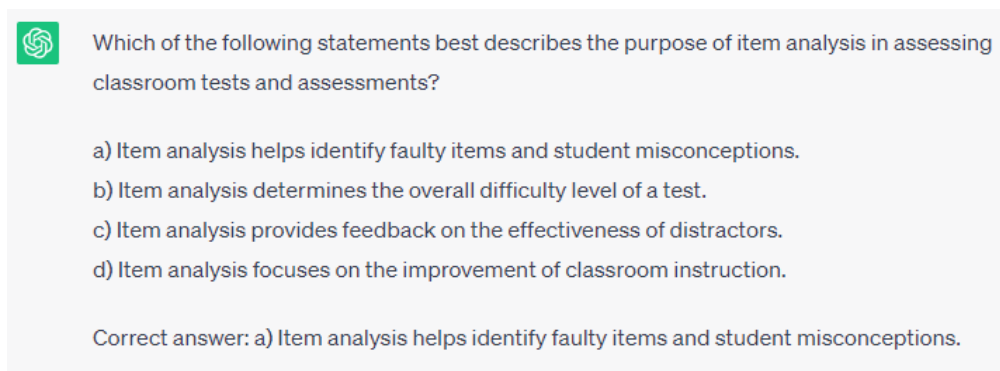 Which of the following statements best describes the purpose of item analysis in assessing
classroom tests and assessments?
a) Item analysis helps identify faulty items and student misconceptions.
b) Item analysis determines the overall difficulty level of a test.
c) Item analysis provides feedback on the effectiveness of distractors.
d) Item analysis focuses on the improvement of classroom instruction.
Correct answer: a) Item analysis helps identify faulty items and student misconceptions.